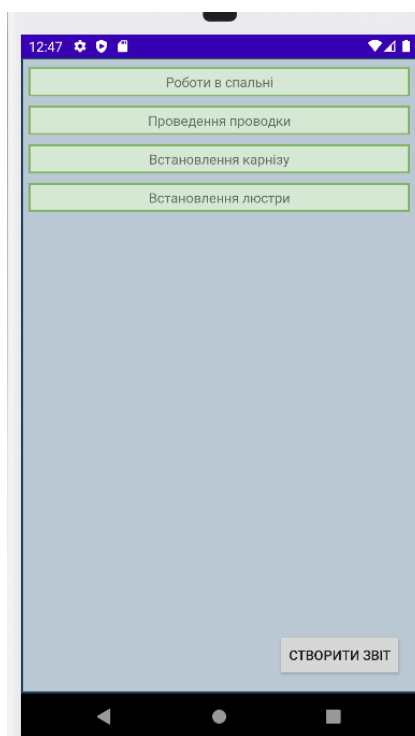 12:47
Роботи в спальні
Проведення проводки
Встановлення карнізу
Встановлення люстри
СТВОРИТИ ЗВІТ